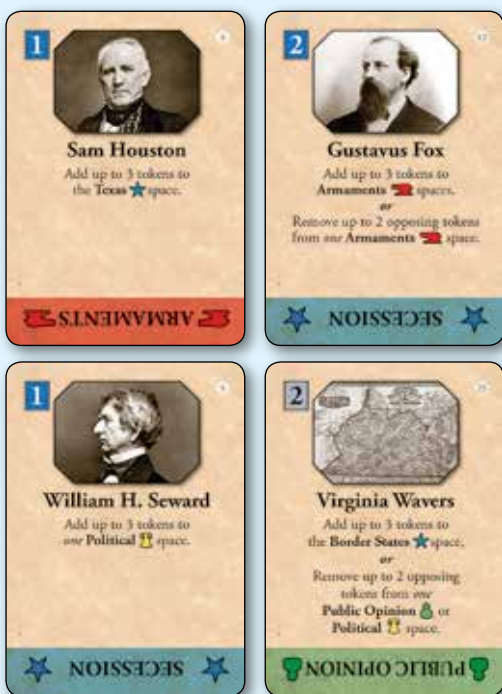 1
Sam Houston
Add up to 3 tokens to
the Texas space.
ARMAMENTS
2
Gustavus Fox
Add up to 3 tokens to
Armaments spaces,
or
Remove up to 2 opposing tokens
from one Armaments space.
SECESSION
1
William H. Seward
Add up to 3 tokens to
one Political space.
SECESSION
2
Virginia Wavers
Add up to 3 tokens to
the Border States space,
or
Remove up to 2 opposing
tokens from one
Public Opinion or
Political space.
PUBLIC OPINION